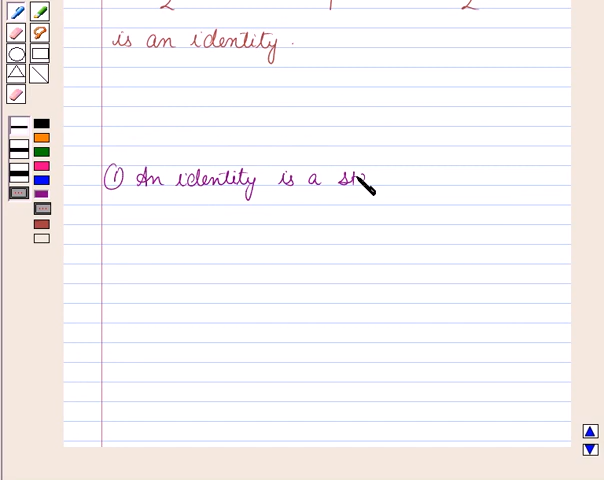 is an identity.
① An identity is a